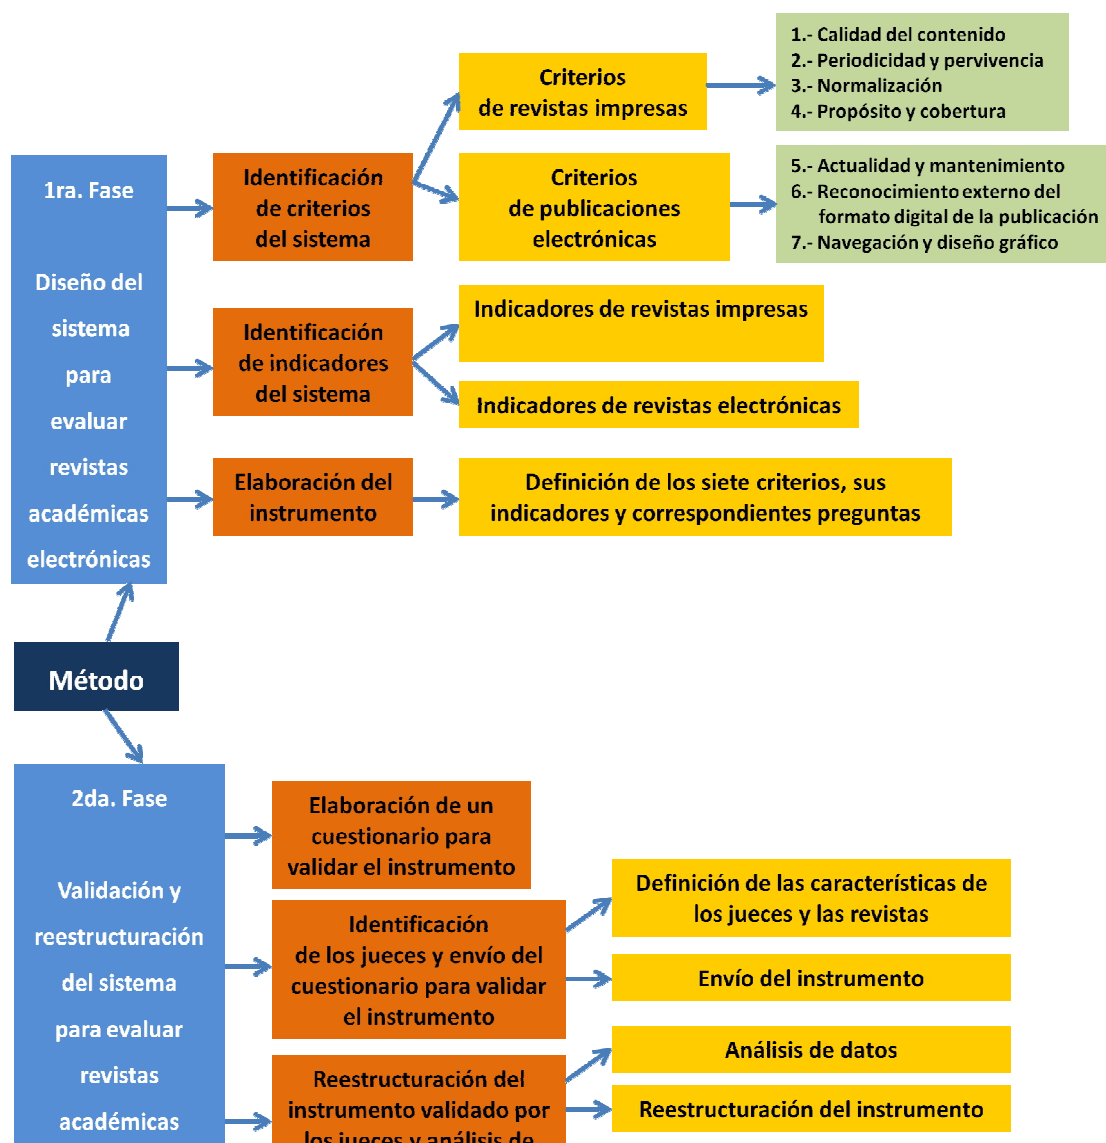 1ra. Fase
Diseño del
sistema
para
evaluar
revistas
académicas
electrónicas
Identificación
de criterios
del sistema
Criterios
de revistas impresas
1.- Calidad del contenido
2.- Periodicidad y pervivencia
3.- Normalización
4.- Propósito y cobertura
Criterios
de publicaciones
electrónicas
5.- Actualidad y mantenimiento
6.- Reconocimiento externo del
formato digital de la publicación
7.- Navegación y diseño gráfico
Identificación
de indicadores
del sistema
Indicadores de revistas impresas
Indicadores de revistas electrónicas
Elaboración del
instrumento
Definición de los siete criterios, sus
indicadores y correspondientes preguntas
Método
2da. Fase
Validación y
reestructuración
del sistema
para evaluar
revistas
académicas
Elaboración de un
cuestionario para
validar el instrumento
Identificación
de los jueces y envío del
cuestionario para validar
el instrumento
Definición de las características de
los jueces y las revistas
Envío del instrumento
Reestructuración del
instrumento validado por
los jueces y análisis de
Análisis de datos
Reestructuración del instrumento